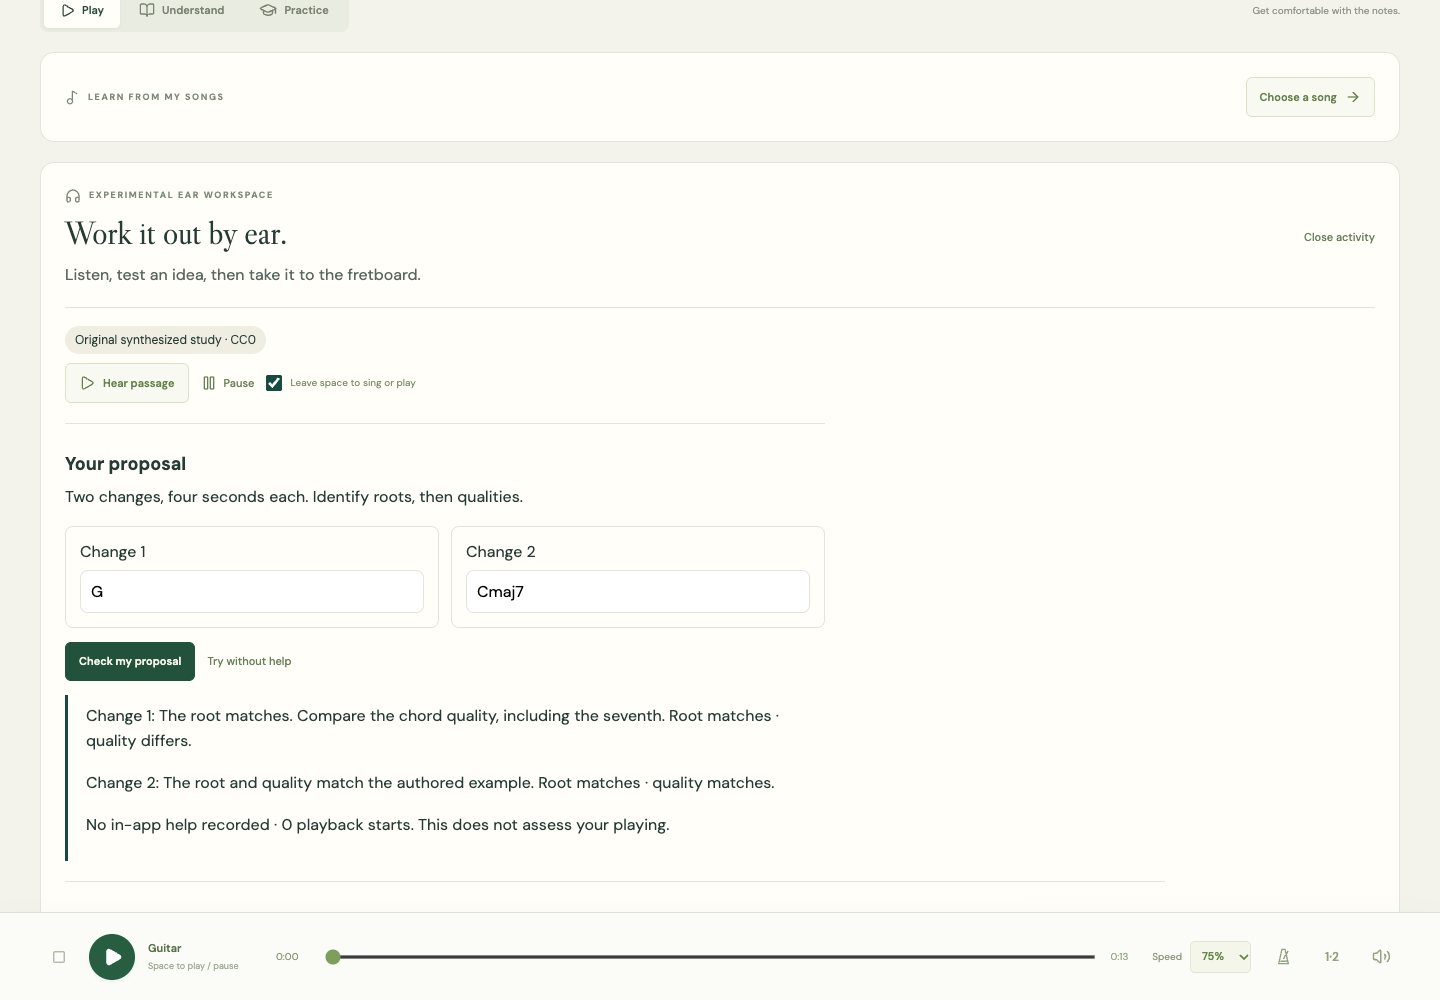 Play
Understand
Practice
Get comfortable with the notes.
LEARN FROM MY SONGS
Choose a song
EXPERIMENTAL EAR WORKSPACE
Work it out by ear.
Close activity
Listen, test an idea, then take it to the fretboard.
Original synthesized study · CC0
Hear passage
Pause
Leave space to sing or play
Your proposal
Two changes, four seconds each. Identify roots, then qualities.
Change 1
Change 2
G
Cmaj7
Check my proposal
Try without help
Change 1: The root matches. Compare the chord quality, including the seventh. Root matches ·
quality differs.
Change 2: The root and quality match the authored example. Root matches · quality matches.
No in-app help recorded · 0 playback starts. This does not assess your playing.
Guitar
Space to play / pause
0:00
0:13
Speed
75%
1·2